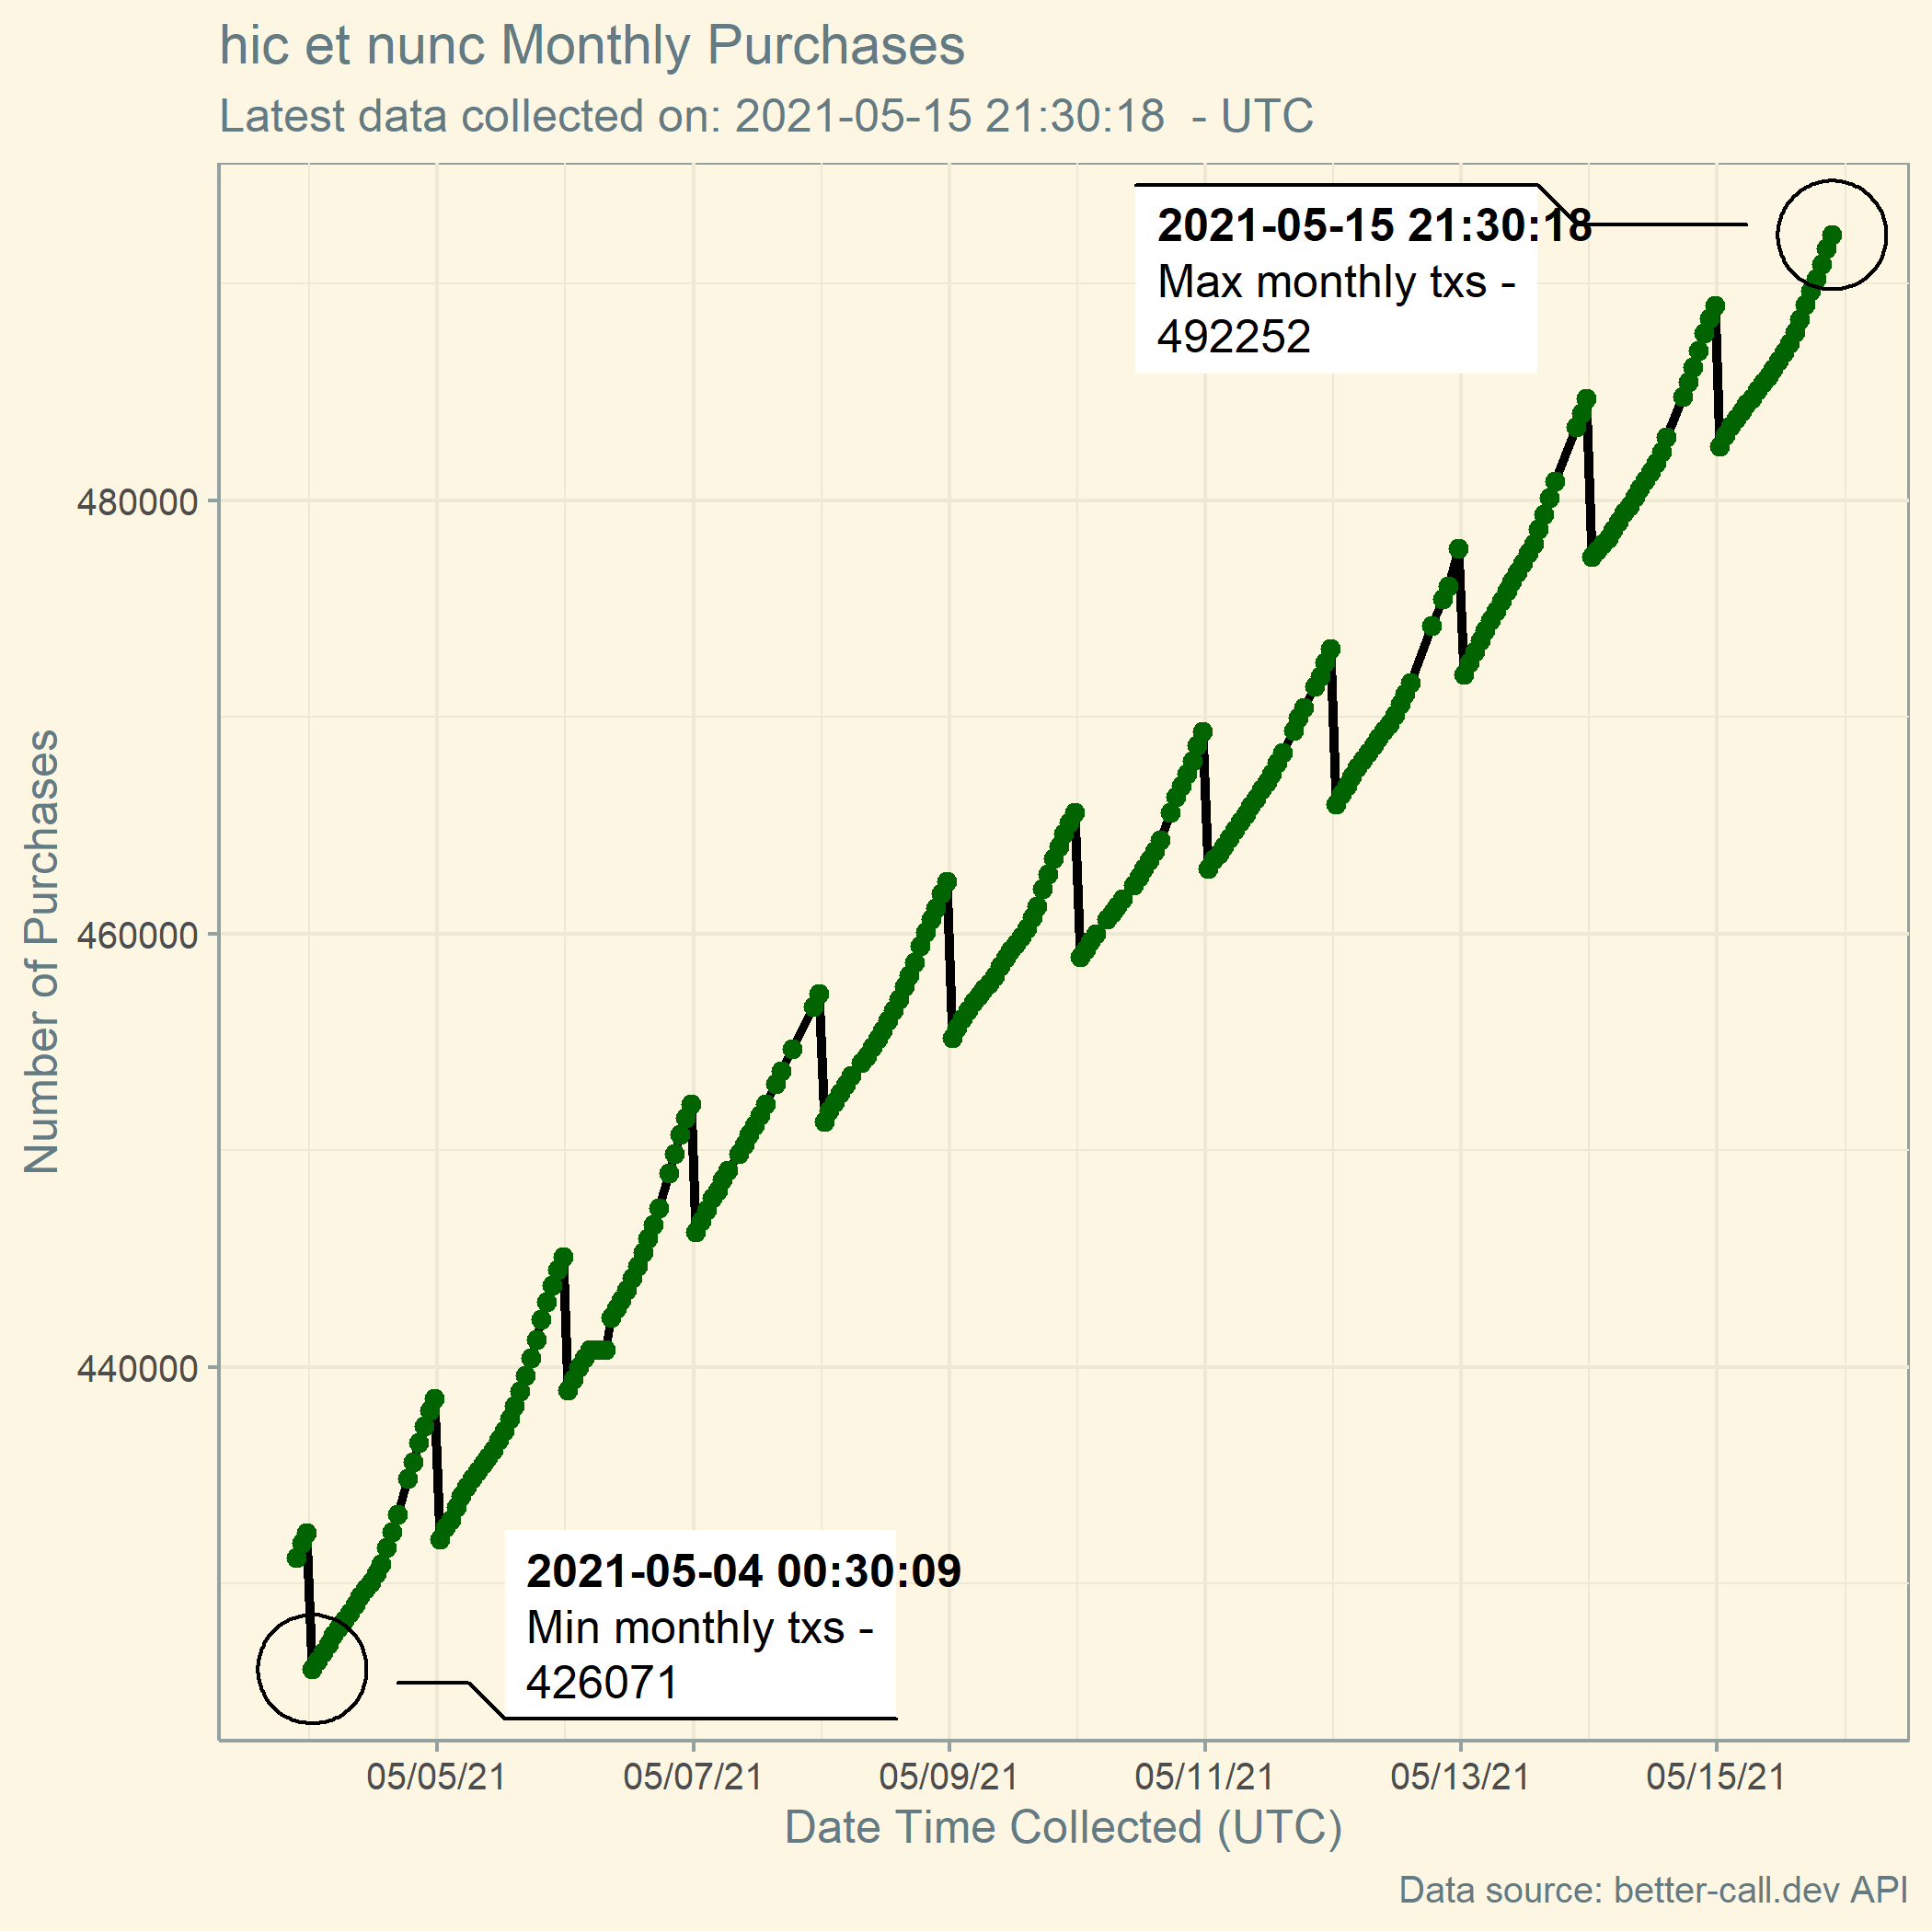 hic et nunc Monthly Purchases
Latest data collected on: 2021-05-15 21:30:18  - UTC
2021-05-15 21:30:18
Max monthly txs -
492252
480000
460000
440000
Number of Purchases
2021-05-04 00:30:09
Min monthly txs -
426071
05/05/21 05/07/21 05/09/21 05/11/21 05/13/21 05/15/21
Date Time Collected (UTC)
Data source: better-call.dev API